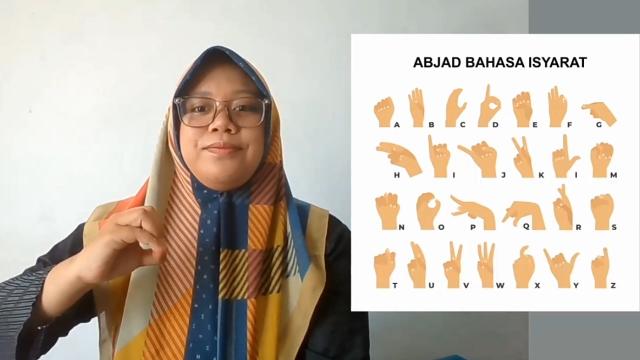 ABJAD BAHASA ISYARAT
A B C D E F G
H I J K L M
N O P Q R S
T U V W X Y Z